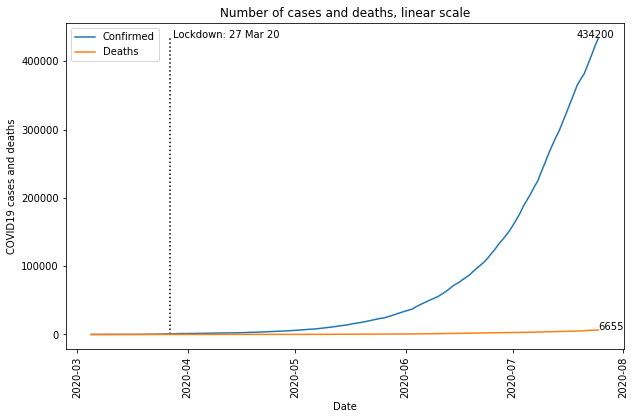 Number of cases and deaths, linear scale
Confirmed
Deaths
Lockdown: 27 Mar 20
434200
400000
300000
200000
100000
0
6655
COVID19 cases and deaths
2020-03
2020-04
2020-05
2020-06
2020-07
2020-08
Date